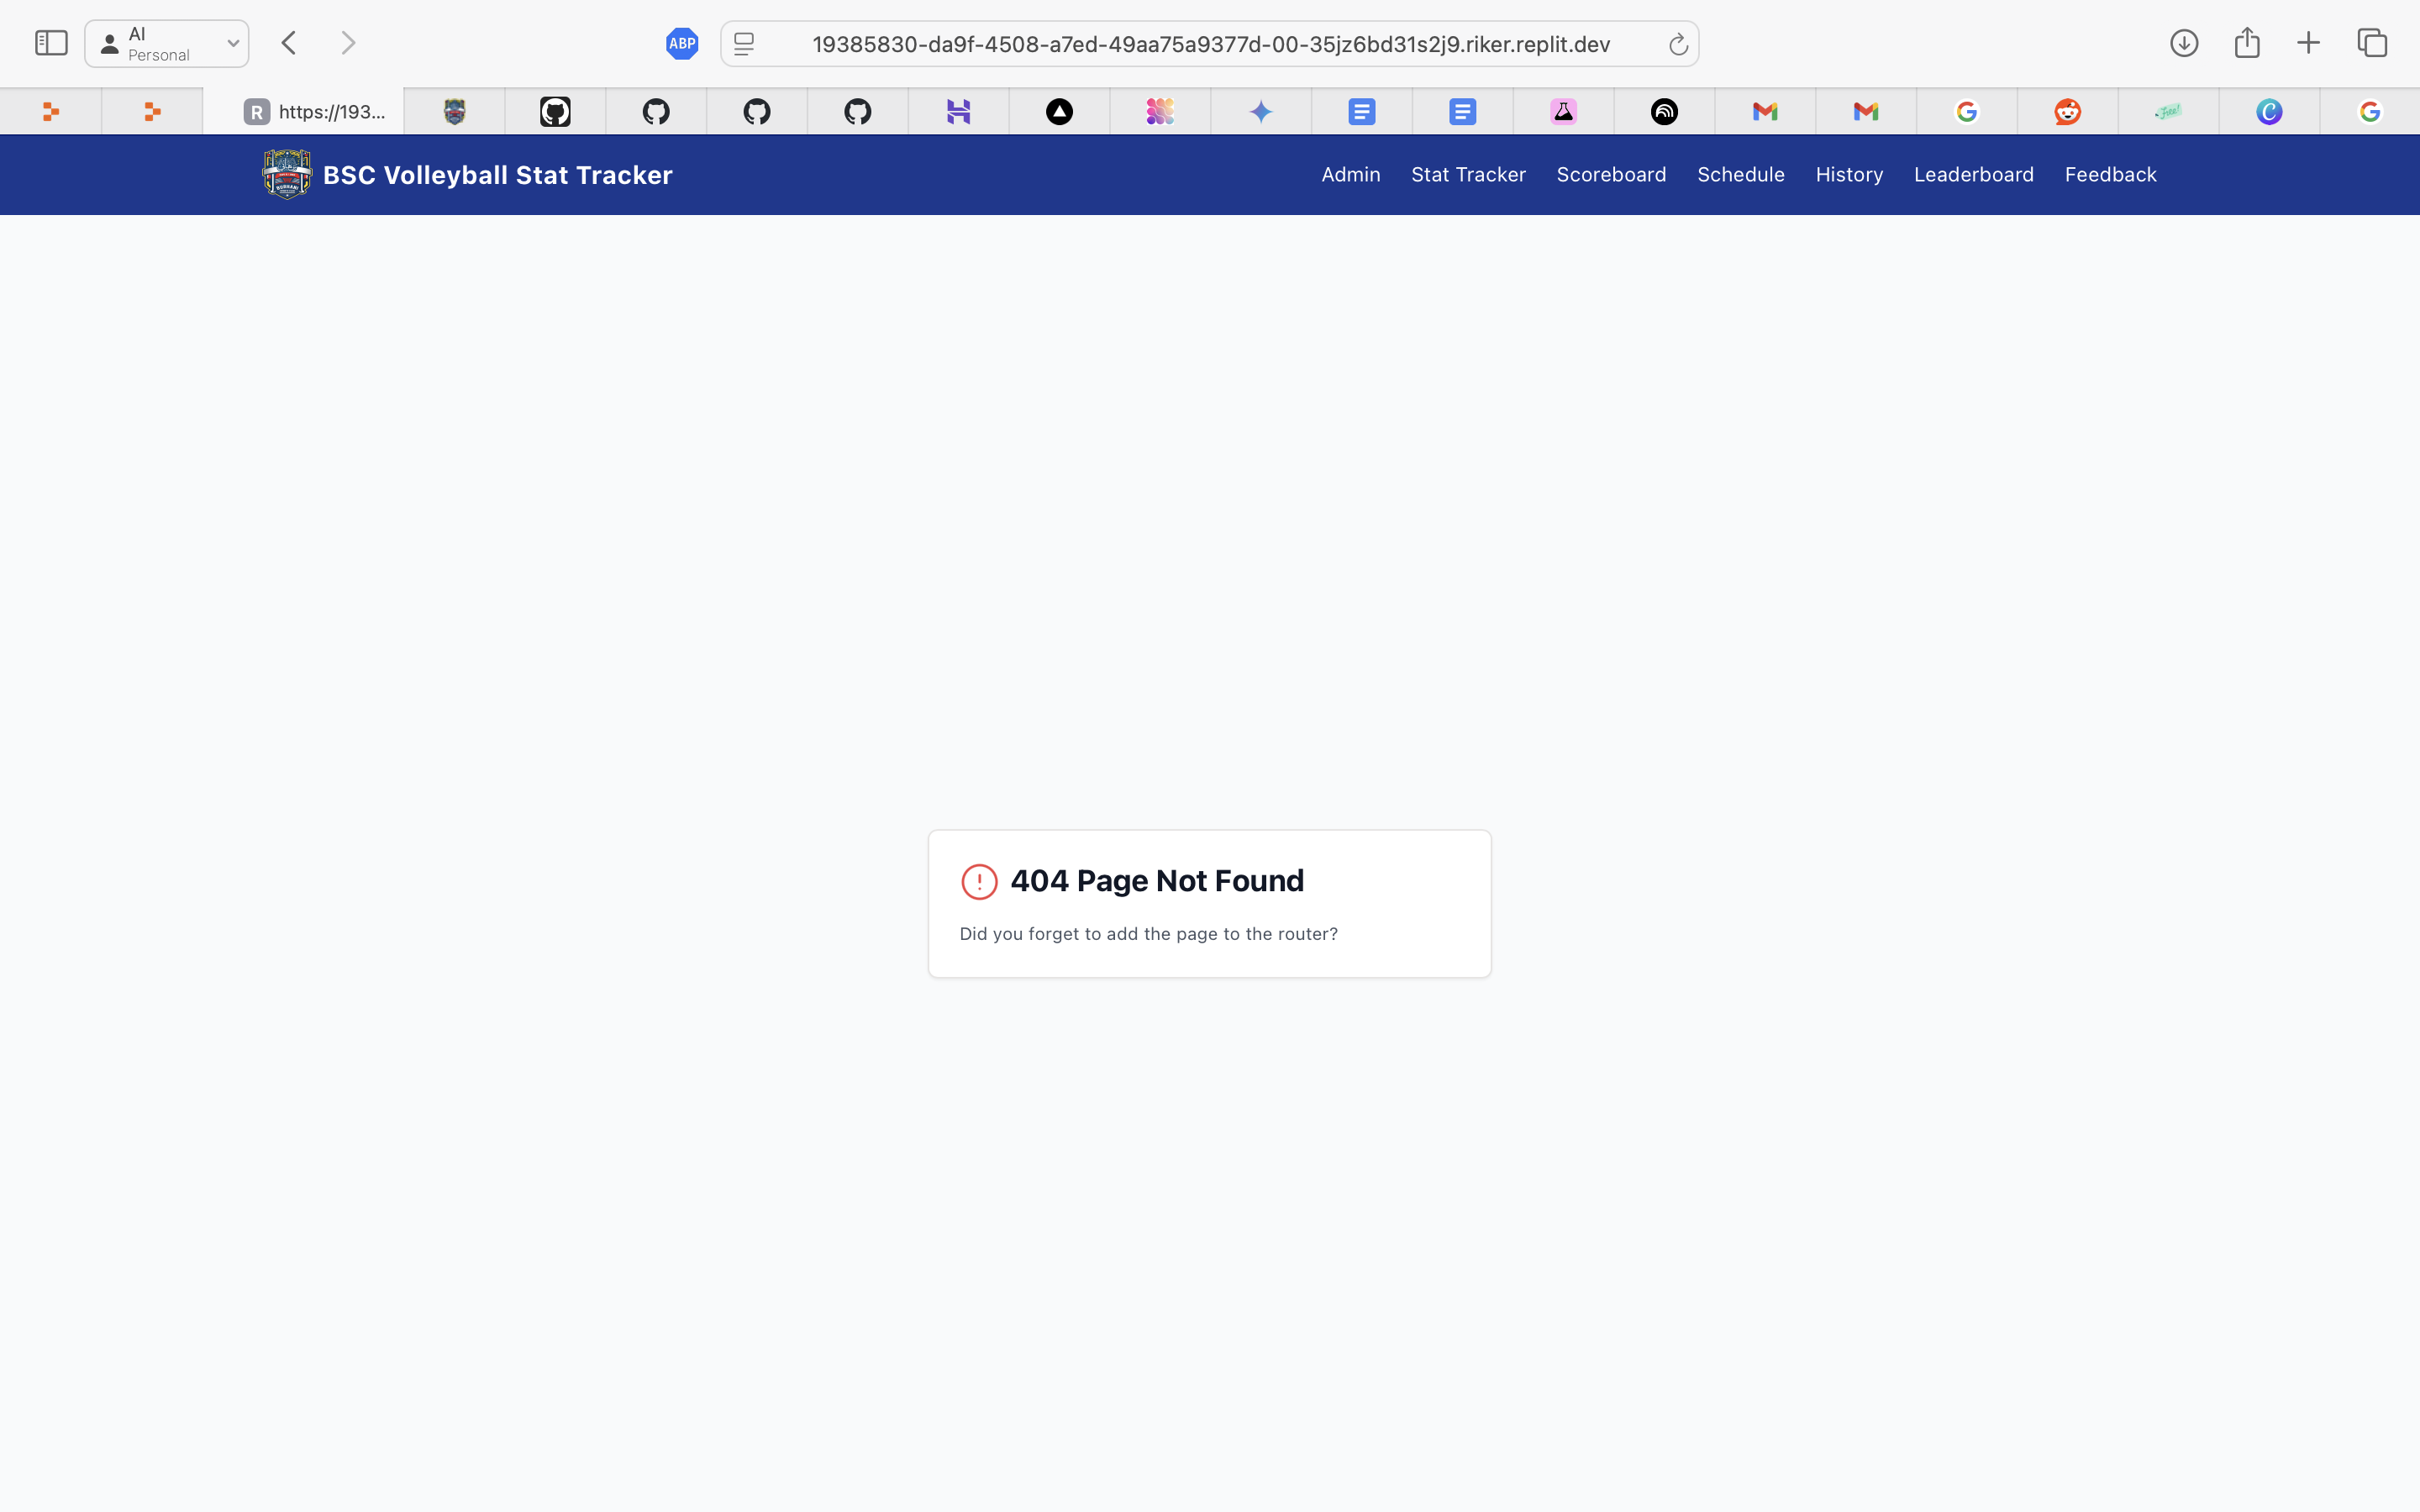 AI
Personal
ABP
19385830-da9f-4508-a7ed-49aa75a9377d-00-35jz6bd31s2j9.riker.replit.dev
R https://193...
Free!
BSC Volleyball Stat Tracker
Admin Stat Tracker Scoreboard Schedule History Leaderboard Feedback
404 Page Not Found
Did you forget to add the page to the router?